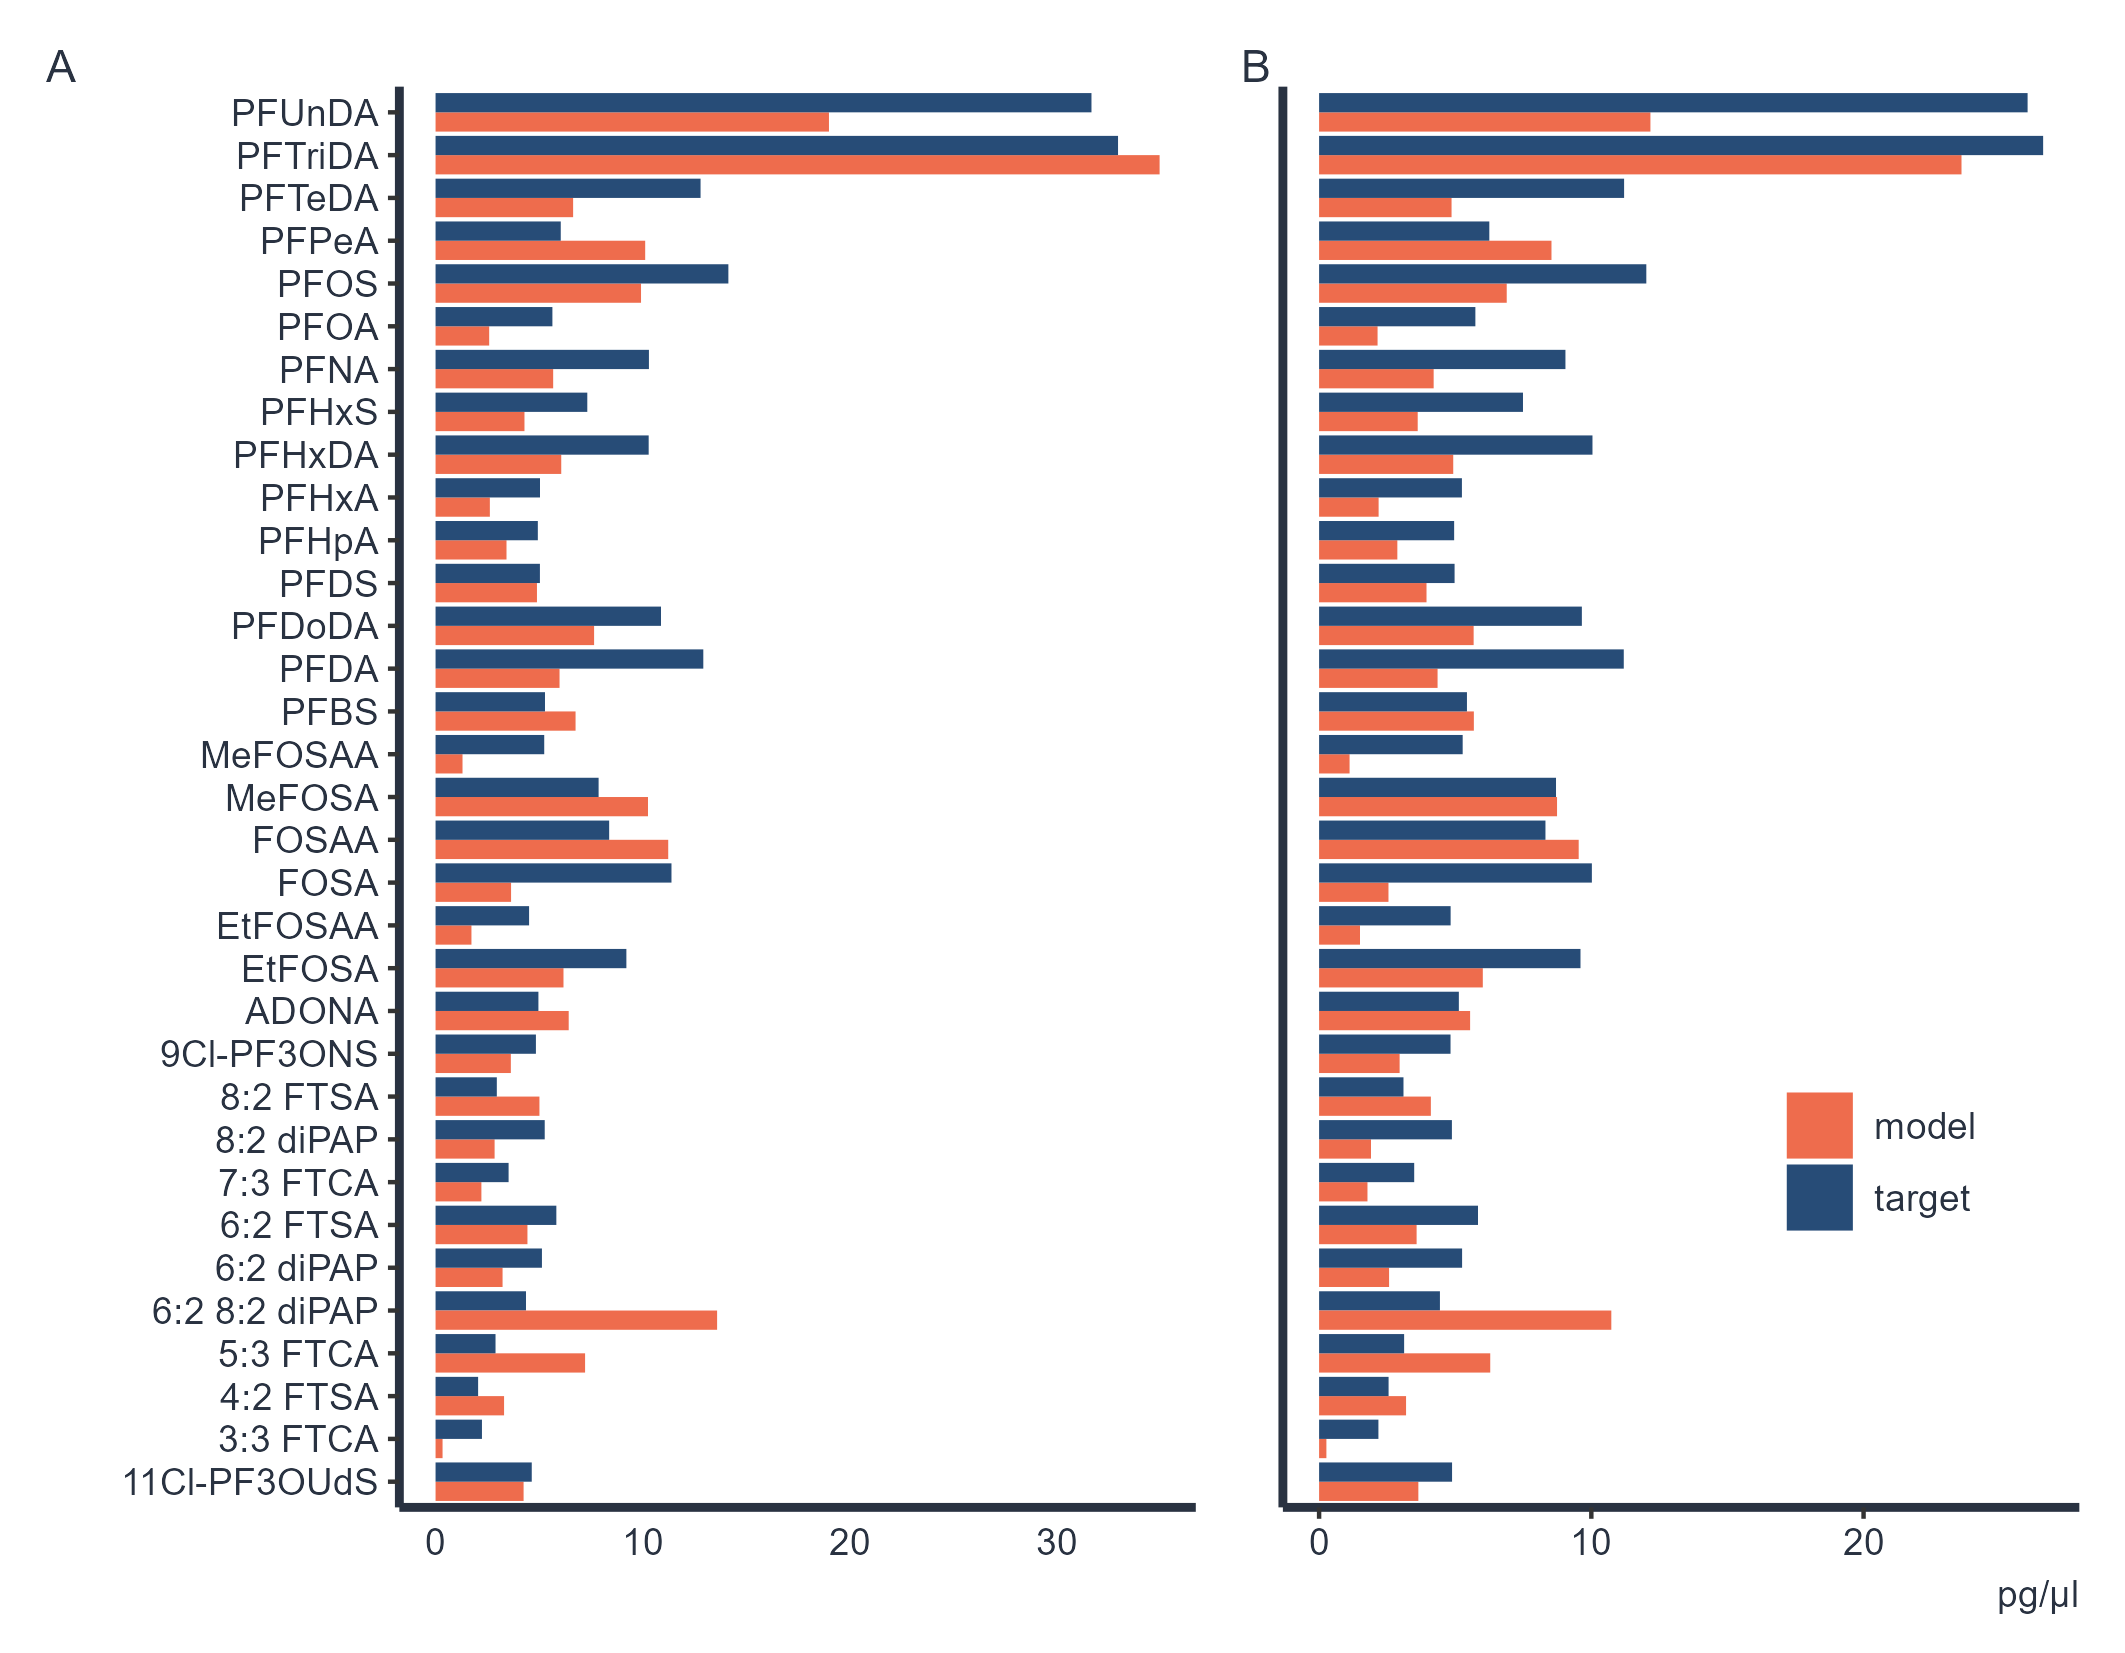 A
B
PFUnDA
PFTriDA
PFTeDA
PFPeA
PFOS
PFOA
PFNA
PFHxS
PFHxDA
PFHxA
PFHpA
PFDS
PFDoDA
PFDA
PFBS
MeFOSAA
MeFOSA
FOSAA
FOSA
EtFOSAA
EtFOSA
ADONA
9Cl-PF3ONS
8:2 FTSA
8:2 diPAP
7:3 FTCA
6:2 FTSA
6:2 diPAP
6:2 8:2 diPAP
5:3 FTCA
4:2 FTSA
3:3 FTCA
11Cl-PF3OUdS
0 10 20 30
model
target
0 10 20
pg/µl